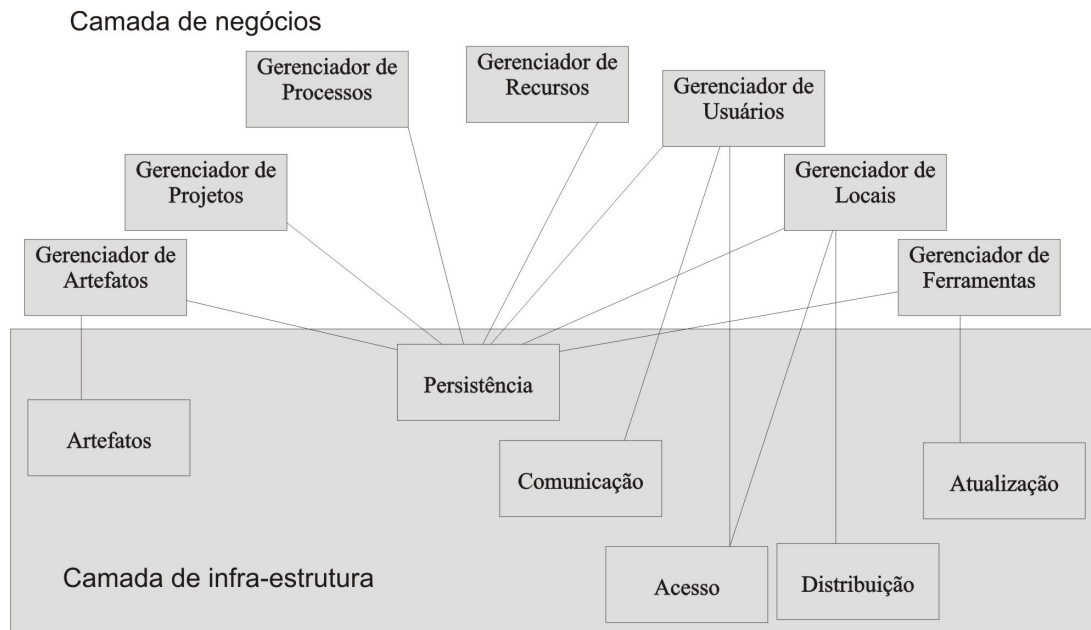 Camada de negócios
Gerenciador de
Processos
Gerenciador de
Recursos
Gerenciador de
Usuários
Gerenciador de
Projetos
Gerenciador de
Locais
Gerenciador de
Artefatos
Gerenciador de
Ferramentas
Persistência
Artefatos
Comunicação
Atualização
Camada de infra-estrutura
Acesso
Distribuição